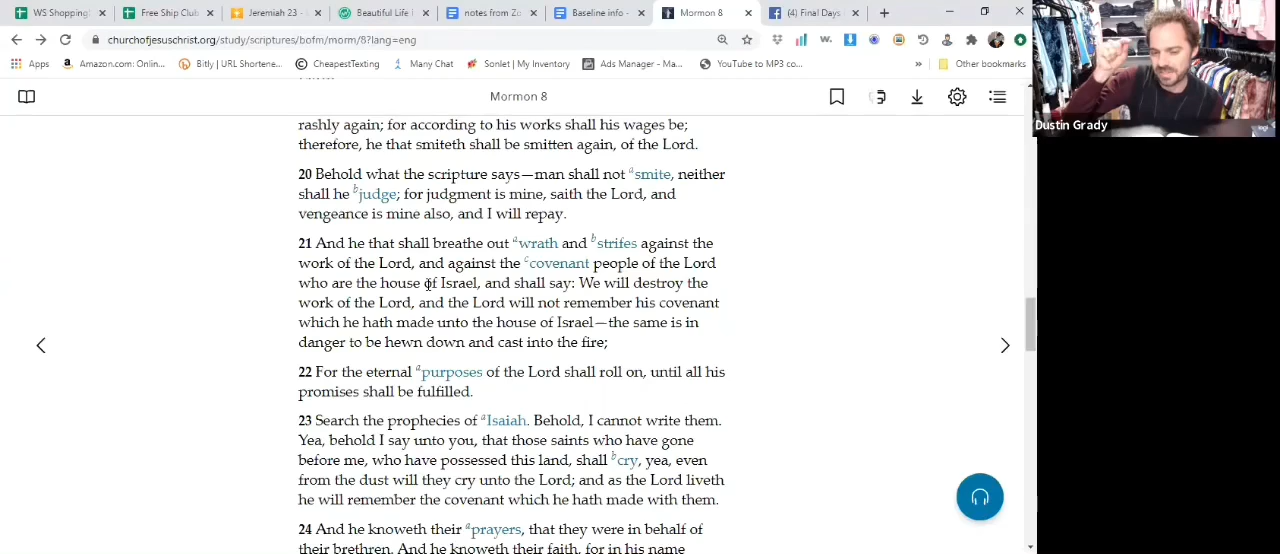 WS Shopping!
Free Ship Club
Jeremiah 23 -
Beautiful Life
notes from Zo
Baseline info -
Mormon 8
(4) Final Days
churchofjesuschrist.org/study/scriptures/bofm/morm/8?lang=eng
Apps
Amazon.com: Onlin...
Bitly | URL Shortene...
CheapestTexting
Many Chat
Sonlet | My Inventory
Ads Manager - Ma...
YouTube to MP3 co...
»
Other bookmarks
Mormon 8
Dustin Grady
rashly again; for according to his works shall his wages be;
therefore, he that smiteth shall be smitten again, of the Lord.
20 Behold what the scripture says—man shall not a smite, neither
shall he b judge; for judgment is mine, saith the Lord, and
vengeance is mine also, and I will repay.
21 And he that shall breathe out a wrath and b strifes against the
work of the Lord, and against the c covenant people of the Lord
who are the house of Israel, and shall say: We will destroy the
work of the Lord, and the Lord will not remember his covenant
which he hath made unto the house of Israel—the same is in
danger to be hewn down and cast into the fire;
22 For the eternal a purposes of the Lord shall roll on, until all his
promises shall be fulfilled.
23 Search the prophecies of a Isaiah. Behold, I cannot write them.
Yea, behold I say unto you, that those saints who have gone
before me, who have possessed this land, shall b cry, yea, even
from the dust will they cry unto the Lord; and as the Lord liveth
he will remember the covenant which he hath made with them.
24 And he knoweth their a prayers, that they were in behalf of
their brethren. And he knoweth their faith, for in his name